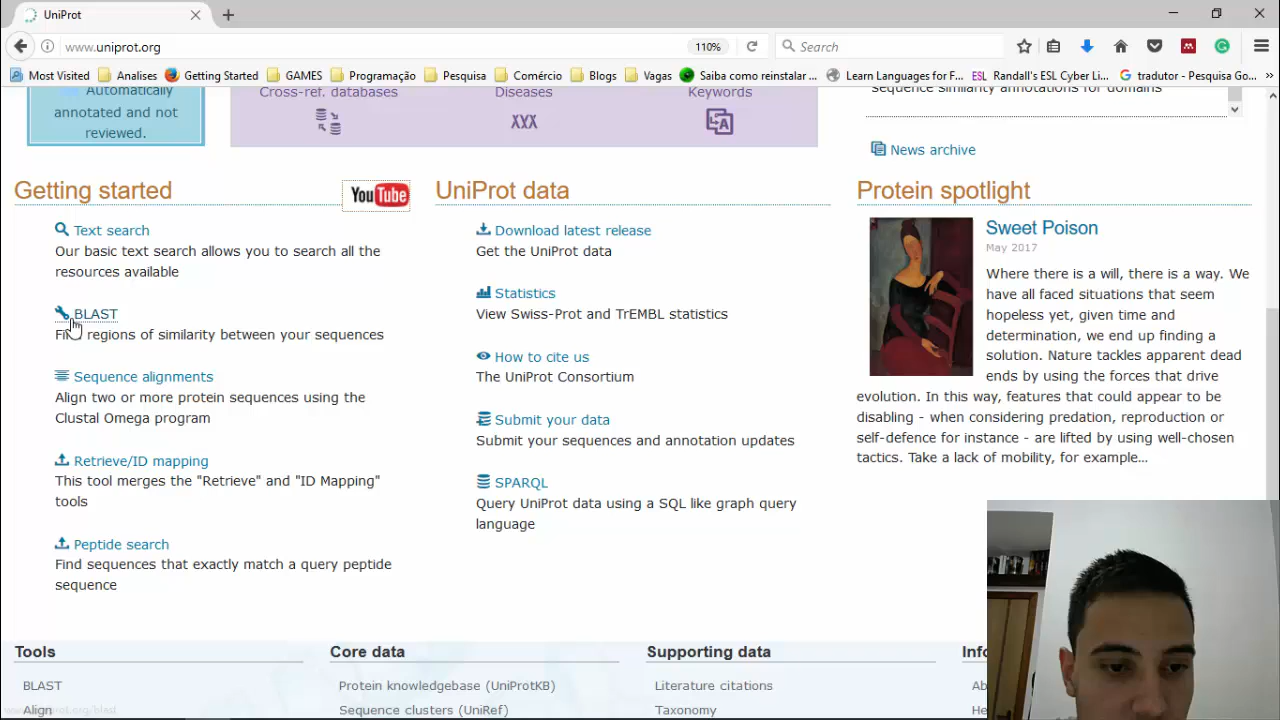 UniProt
www.uniprot.org
110%
Search
Most Visited
Analises
Getting Started
GAMES
Programação
Pesquisa
Comércio
Blogs
Vagas
Saiba como reinstalar ...
Learn Languages for F...
ESL Randall's ESL Cyber Li...
tradutor - Pesquisa Go...
Automatically
annotated and not
reviewed.
Cross-ref. databases
Diseases
XXX
Keywords
sequence similarity annotations for domains
News archive
Getting started
YouTube
Text search
Our basic text search allows you to search all the
resources available
BLAST
regions of similarity between your sequences
Sequence alignments
Align two or more protein sequences using the
Clustal Omega program
Retrieve/ID mapping
This tool merges the "Retrieve" and "ID Mapping"
tools
Peptide search
Find sequences that exactly match a query peptide
sequence
UniProt data
Download latest release
Get the UniProt data
Statistics
View Swiss-Prot and TrEMBL statistics
How to cite us
The UniProt Consortium
Submit your data
Submit your sequences and annotation updates
SPARQL
Query UniProt data using a SQL like graph query
language
Protein spotlight
Sweet Poison
May 2017
Where there is a will, there is a way. We
have all faced situations that seem
hopeless yet, given time and
determination, we end up finding a
solution. Nature tackles apparent dead
ends by using the forces that drive
evolution. In this way, features that could appear to be
disabling - when considering predation, reproduction or
self-defence for instance - are lifted by using well-chosen
tactics. Take a lack of mobility, for example...
Tools
BLAST
Align
Core data
Protein knowledgebase (UniProtKB)
Sequence clusters (UniRef)
Supporting data
Literature citations
Taxonomy
Inf
Ab
He